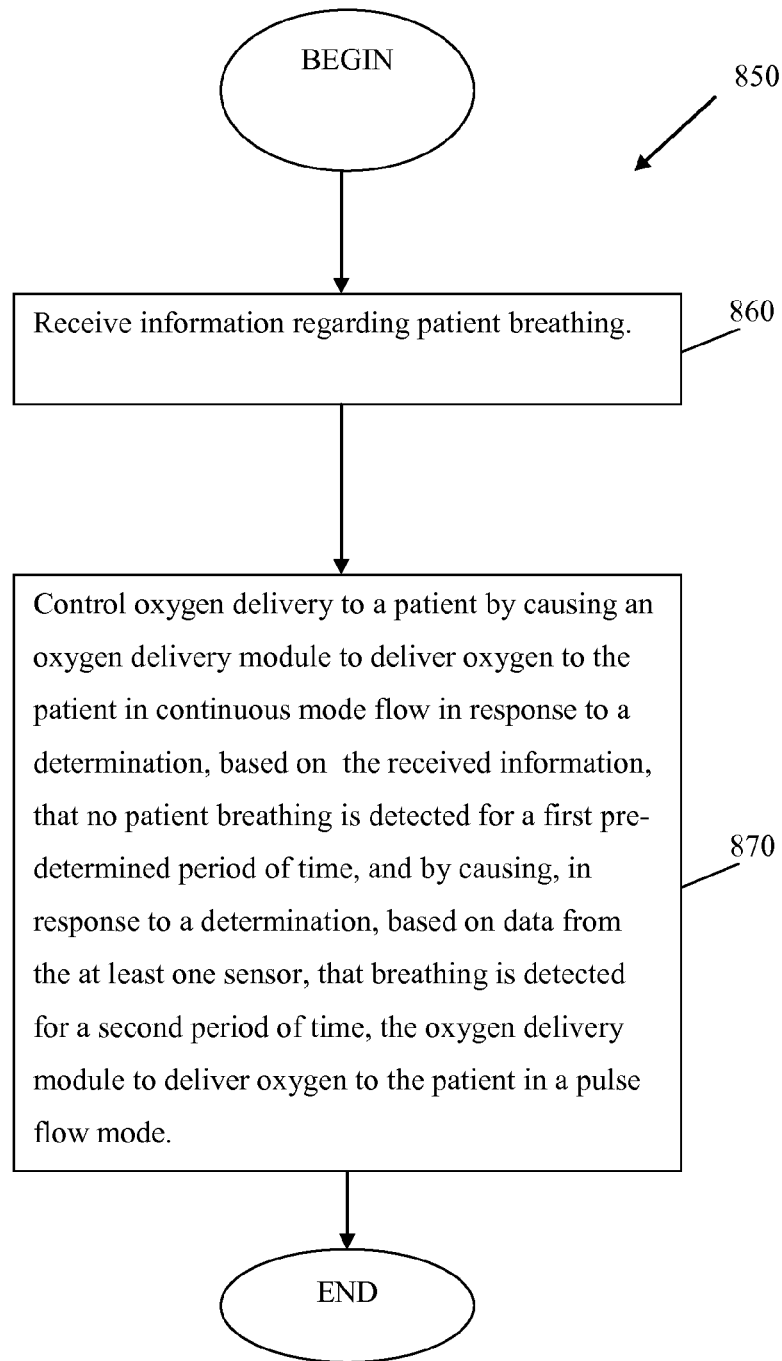 BEGIN
850
Receive information regarding patient breathing.
860
Control oxygen delivery to a patient by causing an
oxygen delivery module to deliver oxygen to the
patient in continuous mode flow in response to a
determination, based on the received information,
that no patient breathing is detected for a first pre-
determined period of time, and by causing, in
response to a determination, based on data from
the at least one sensor, that breathing is detected
for a second period of time, the oxygen delivery
module to deliver oxygen to the patient in a pulse
flow mode.
870
END